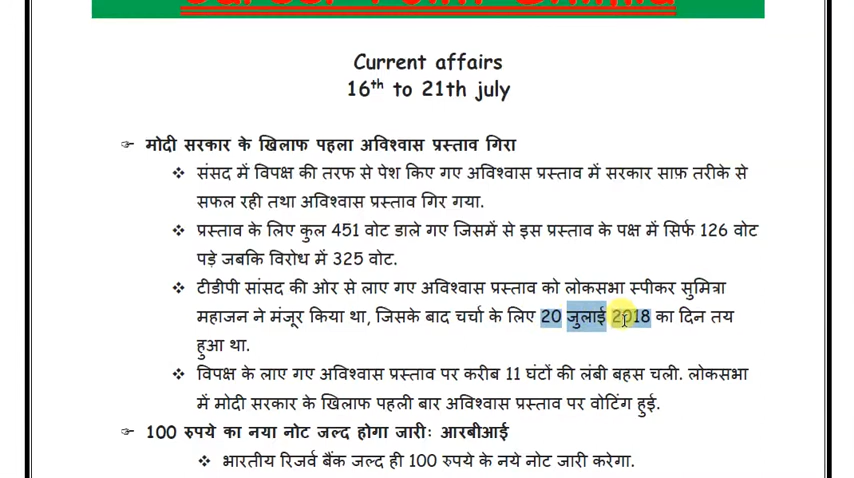 Current affairs
16th to 21th july
☞ मोदी सरकार के खिलाफ पहला अविश्वास प्रस्ताव गिरा
❖ संसद में विपक्ष की तरफ से पेश किए गए अविश्वास प्रस्ताव में सरकार साफ़ तरीके से
सफल रही तथा अविश्वास प्रस्ताव गिर गया.
❖ प्रस्ताव के लिए कुल 451 वोट डाले गए जिसमें से इस प्रस्ताव के पक्ष में सिर्फ 126 वोट
पड़े जबकि विरोध में 325 वोट.
❖ टीडीपी सांसद की ओर से लाए गए अविश्वास प्रस्ताव को लोकसभा स्पीकर सुमित्रा
महाजन ने मंजूर किया था, जिसके बाद चर्चा के लिए 20 जुलाई 2018 का दिन तय
हुआ था.
❖ विपक्ष के लाए गए अविश्वास प्रस्ताव पर करीब 11 घंटों की लंबी बहस चली. लोकसभा
में मोदी सरकार के खिलाफ पहली बार अविश्वास प्रस्ताव पर वोटिंग हुई.
☞ 100 रुपये का नया नोट जल्द होगा जारीः आरबीआई
❖ भारतीय रिजर्व बैंक जल्द ही 100 रुपये के नये नोट जारी करेगा.